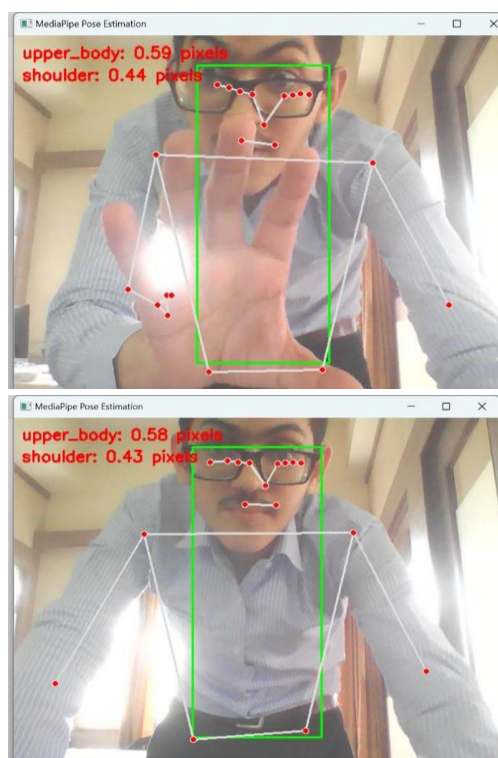 MediaPipe Pose Estimation
upper_body: 0.59 pixels
shoulder: 0.44 pixels
MediaPipe Pose Estimation
upper_body: 0.58 pixels
shoulder: 0.43 pixels